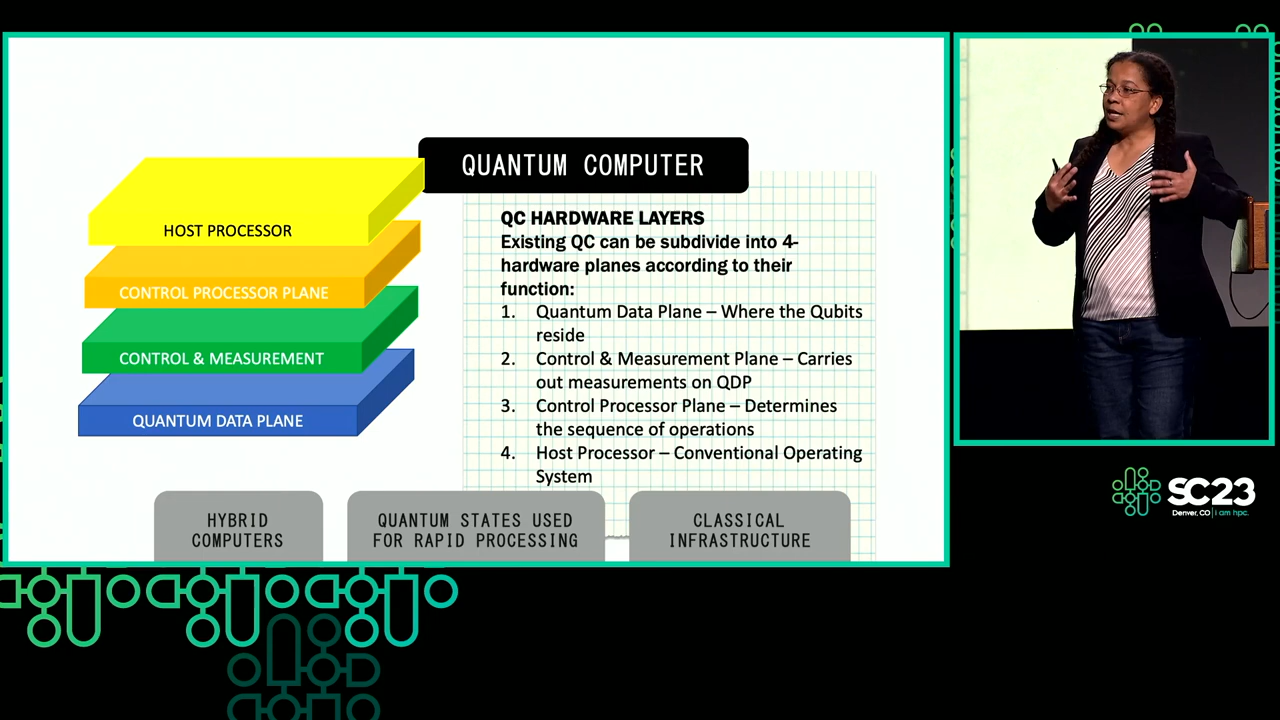 QUANTUM COMPUTER
HOST PROCESSOR
CONTROL PROCESSOR PLANE
CONTROL & MEASUREMENT
QUANTUM DATA PLANE
QC HARDWARE LAYERS
Existing QC can be subdivide into 4-
hardware planes according to their
function:
1. Quantum Data Plane – Where the Qubits
reside
2. Control & Measurement Plane – Carries
out measurements on QDP
3. Control Processor Plane – Determines
the sequence of operations
4. Host Processor – Conventional Operating
System
HYBRID
COMPUTERS
QUANTUM STATES USED
FOR RAPID PROCESSING
CLASSICAL
INFRASTRUCTURE
SC23
Denver, CO | i am hpc.